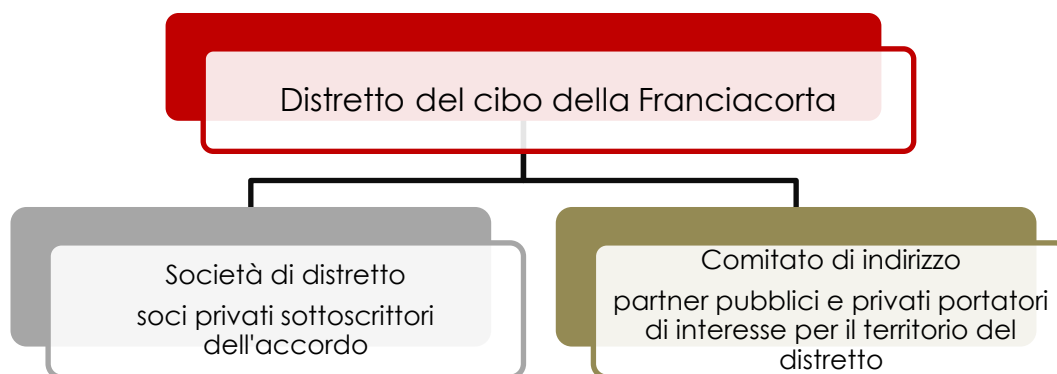 Distretto del cibo della Franciacorta
Società di distretto
soci privati sottoscrittori
dell'accordo
Comitato di indirizzo
partner pubblici e privati portatori
di interesse per il territorio del
distretto